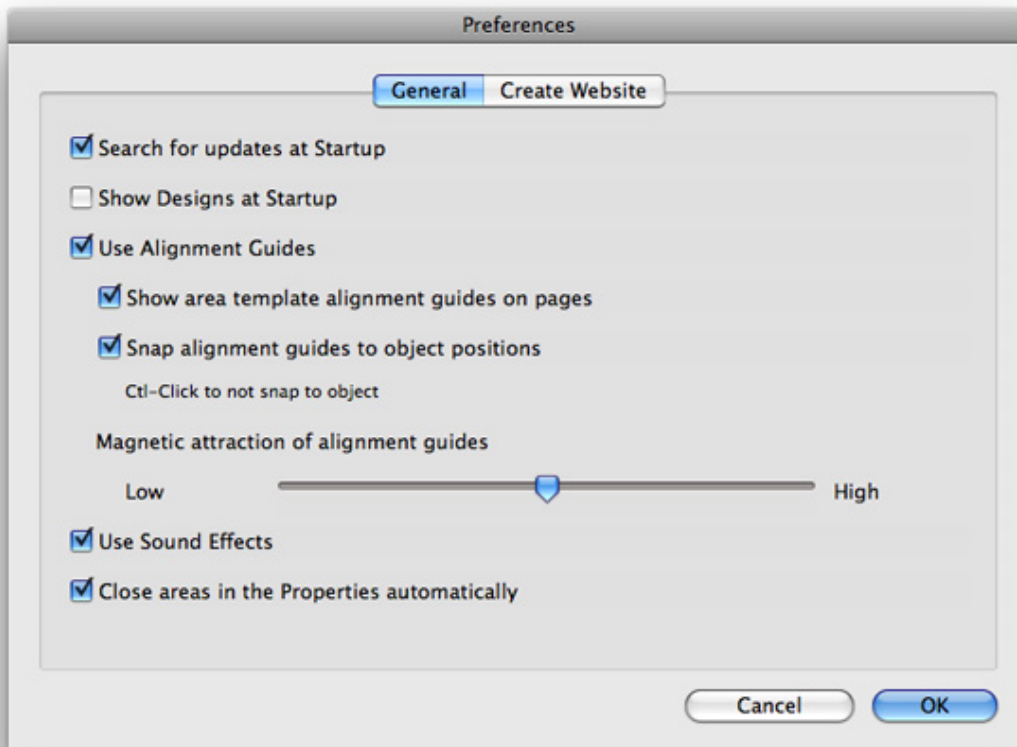 Preferences
General Create Website
Search for updates at Startup
Show Designs at Startup
Use Alignment Guides
Show area template alignment guides on pages
Snap alignment guides to object positions
Ctl-Click to not snap to object
Magnetic attraction of alignment guides
Low High
Use Sound Effects
Close areas in the Properties automatically
Cancel OK